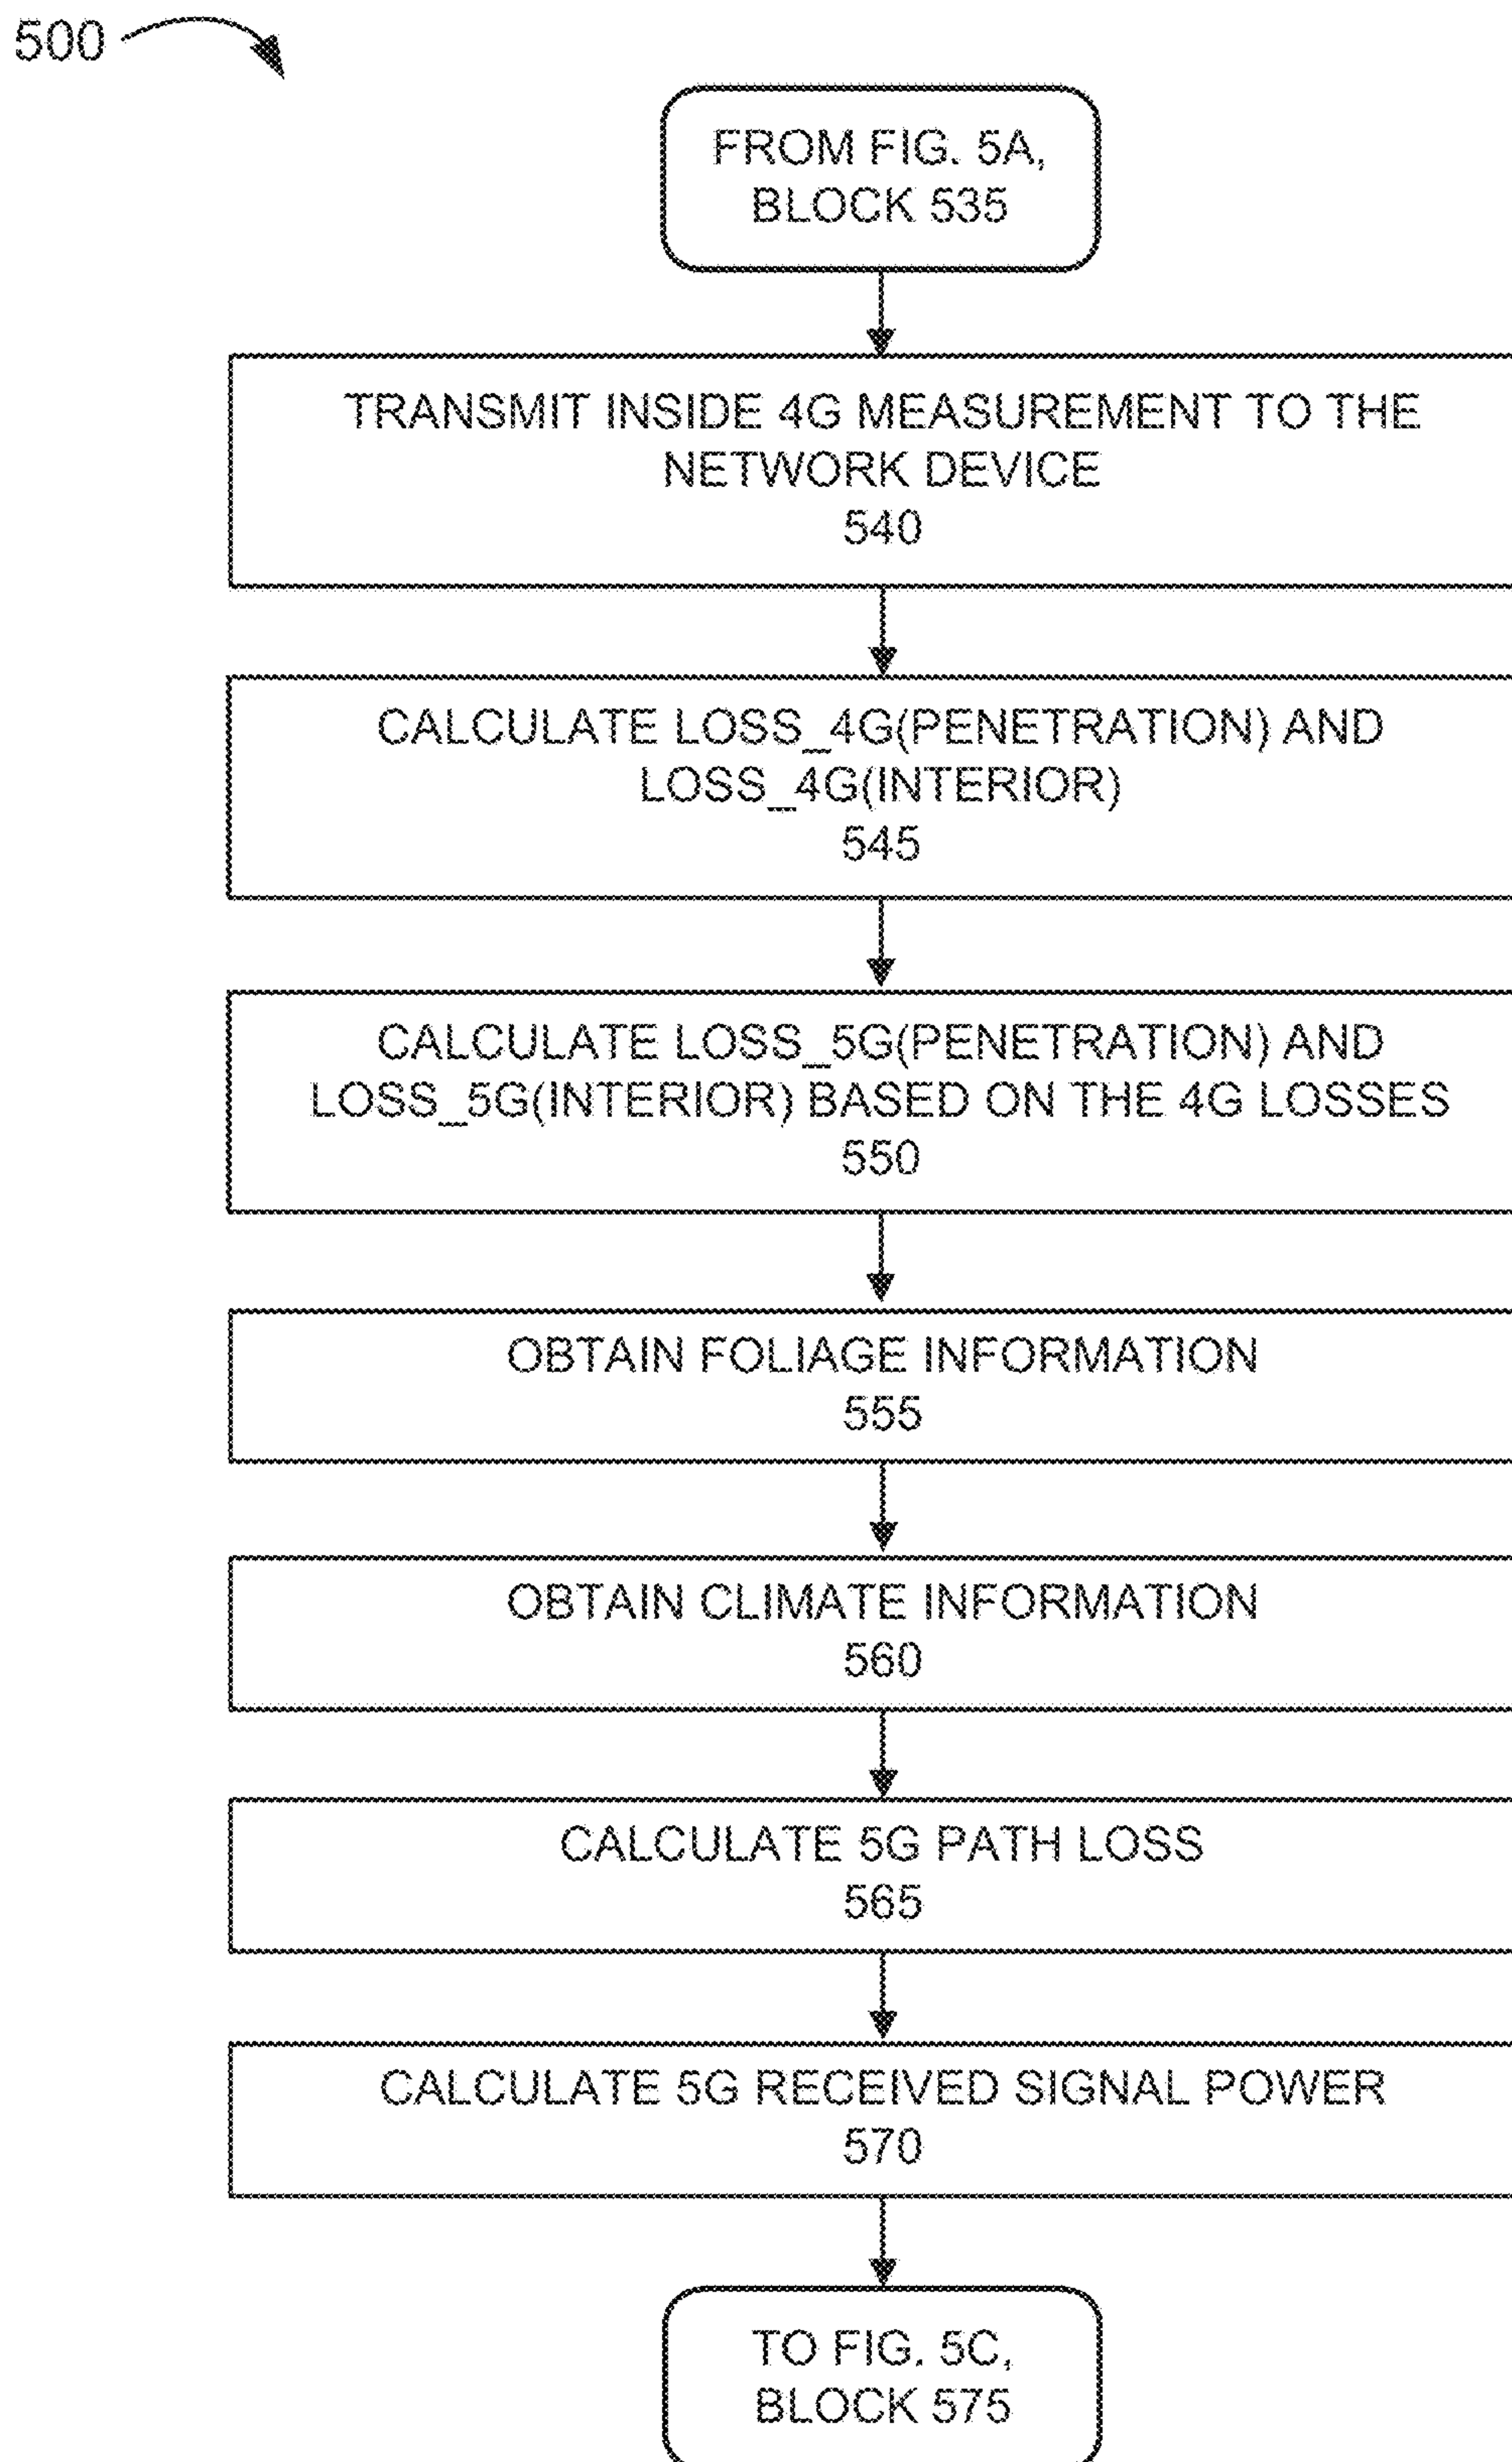 500
FROM FIG. 5A,
BLOCK 535
TRANSMIT INSIDE 4G MEASUREMENT TO THE
NETWORK DEVICE
540
CALCULATE LOSS_4G(PENETRATION) AND
LOSS_4G(INTERIOR)
545
CALCULATE LOSS_5G(PENETRATION) AND
LOSS_5G(INTERIOR) BASED ON THE 4G LOSSES
550
OBTAIN FOLIAGE INFORMATION
555
OBTAIN CLIMATE INFORMATION
560
CALCULATE 5G PATH LOSS
565
CALCULATE 5G RECEIVED SIGNAL POWER
570
TO FIG. 5C,
BLOCK 575